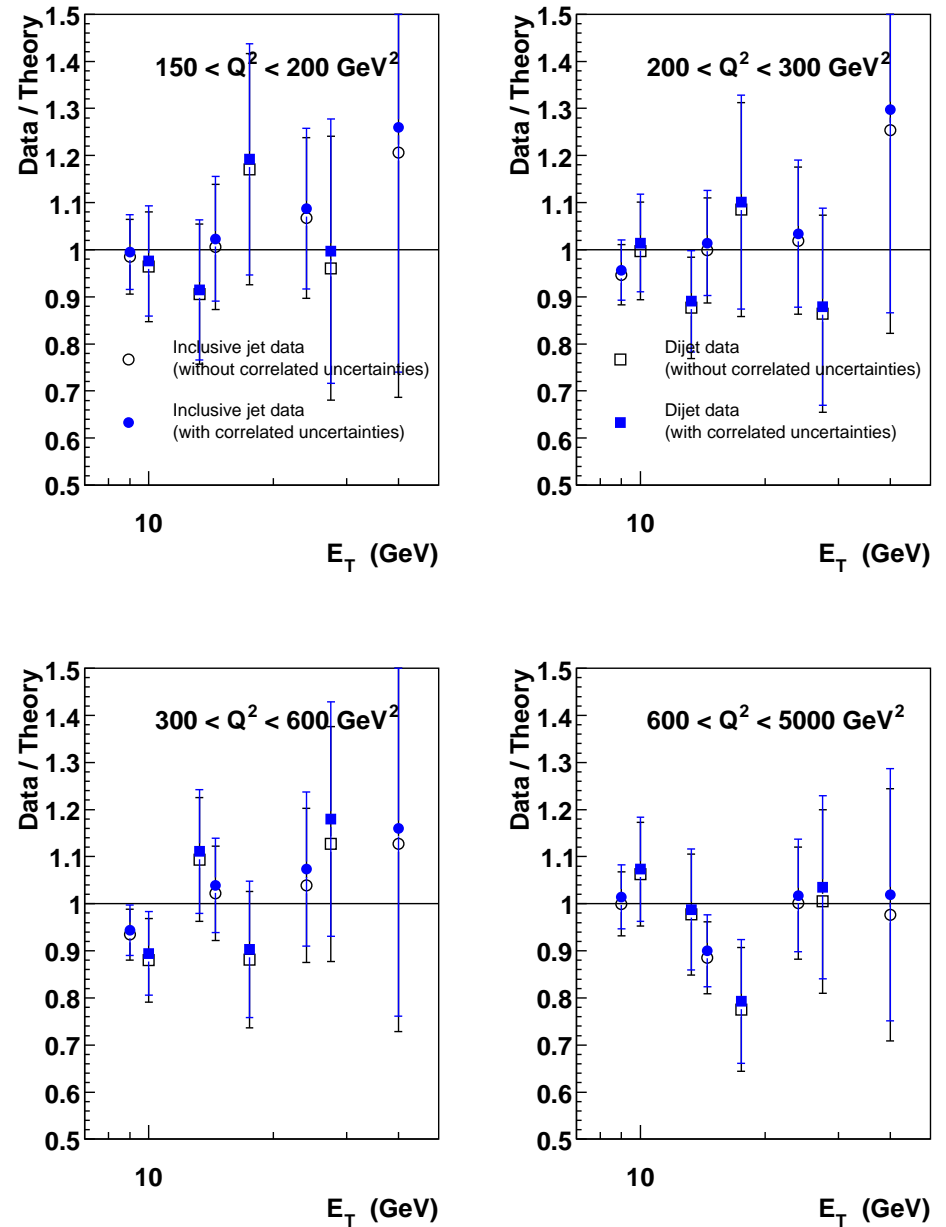 Data / Theory
1.5
1.4
1.3
1.2
1.1
1
0.9
0.8
0.7
0.6
0.5
150 < Q² < 200 GeV²
Inclusive jet data
(without correlated uncertainties)
Inclusive jet data
(with correlated uncertainties)
10
E_T (GeV)
Data / Theory
1.5
1.4
1.3
1.2
1.1
1
0.9
0.8
0.7
0.6
0.5
200 < Q² < 300 GeV²
Dijet data
(without correlated uncertainties)
Dijet data
(with correlated uncertainties)
10
E_T (GeV)
Data / Theory
1.5
1.4
1.3
1.2
1.1
1
0.9
0.8
0.7
0.6
0.5
300 < Q² < 600 GeV²
10
E_T (GeV)
Data / Theory
1.5
1.4
1.3
1.2
1.1
1
0.9
0.8
0.7
0.6
0.5
600 < Q² < 5000 GeV²
10
E_T (GeV)